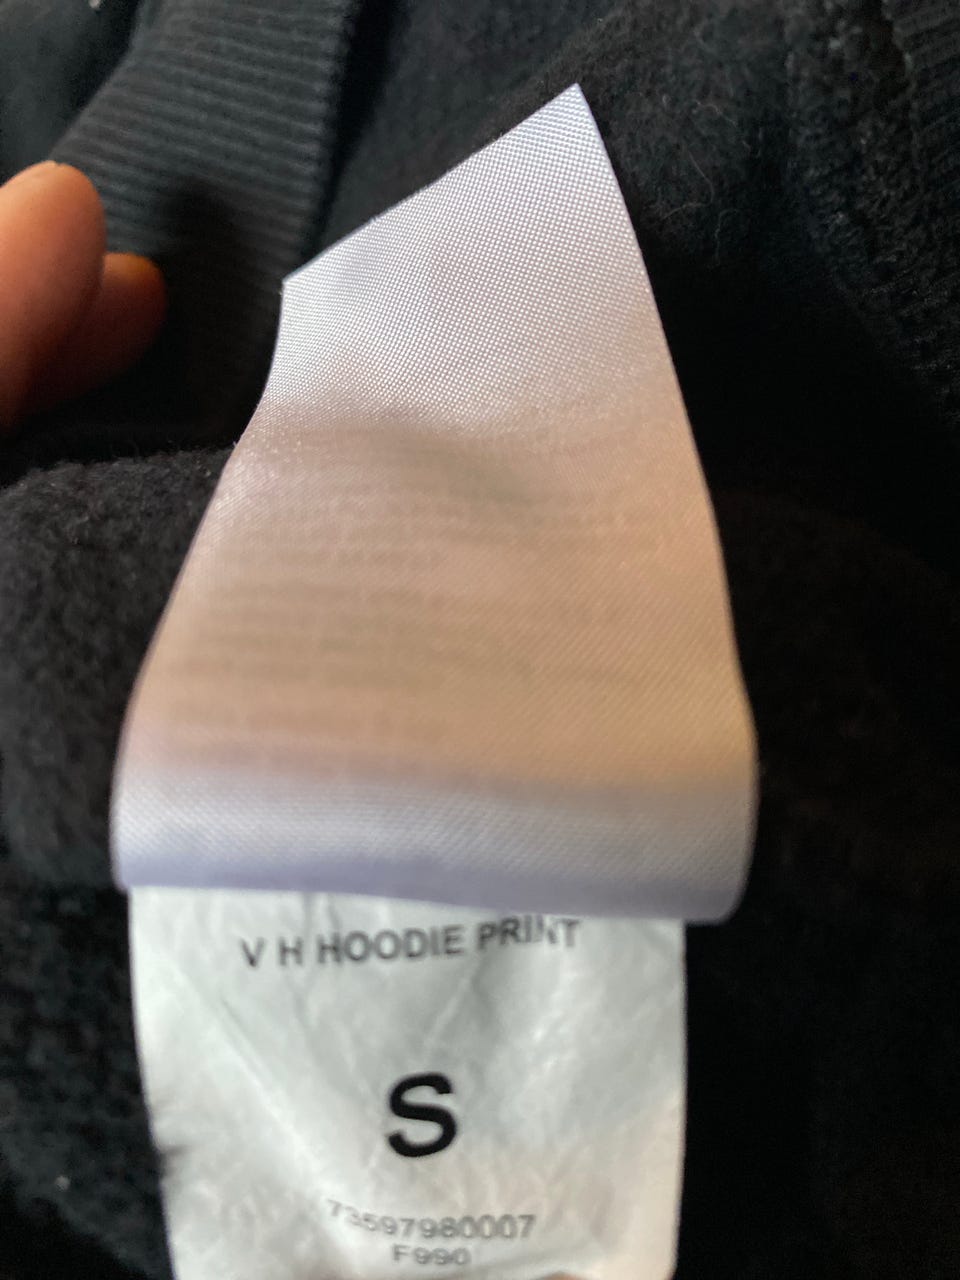 V H HOODIE PRINT
S
73597980007
F990